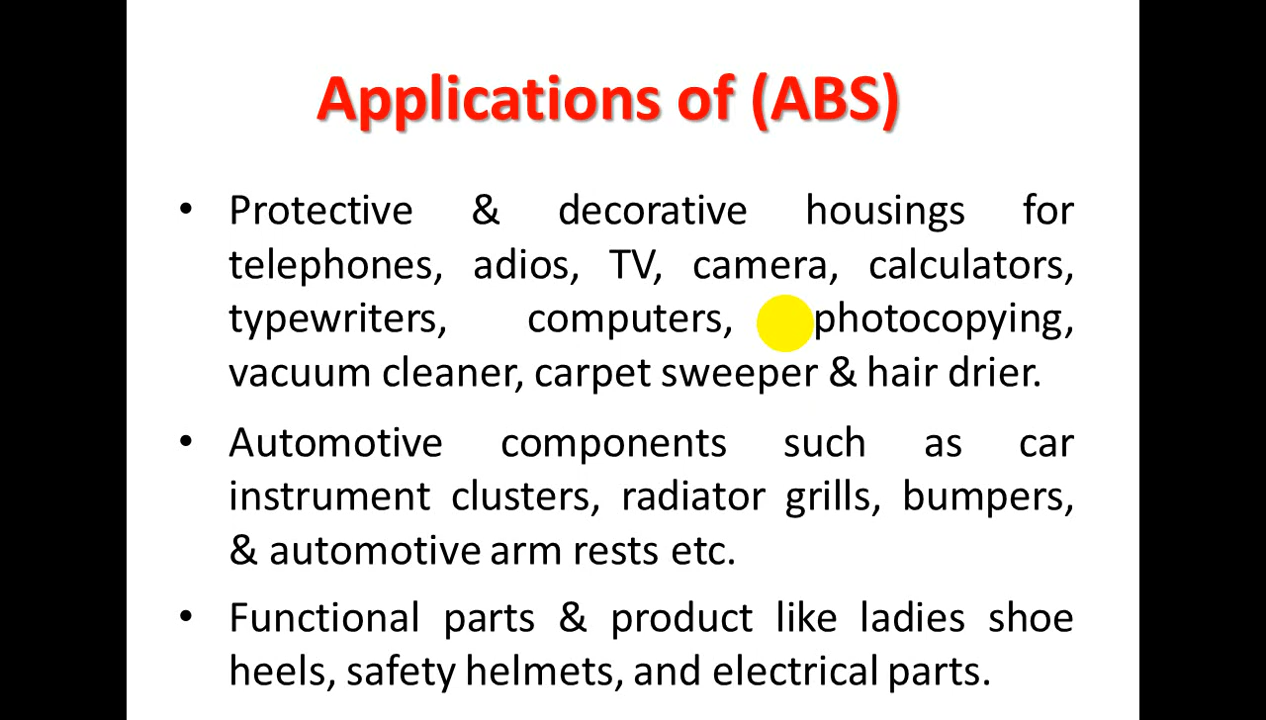 Applications of (ABS)
• Protective & decorative housings for
telephones, adios, TV, camera, calculators,
typewriters, computers, photocopying,
vacuum cleaner, carpet sweeper & hair drier.
• Automotive components such as car
instrument clusters, radiator grills, bumpers,
& automotive arm rests etc.
• Functional parts & product like ladies shoe
heels, safety helmets, and electrical parts.